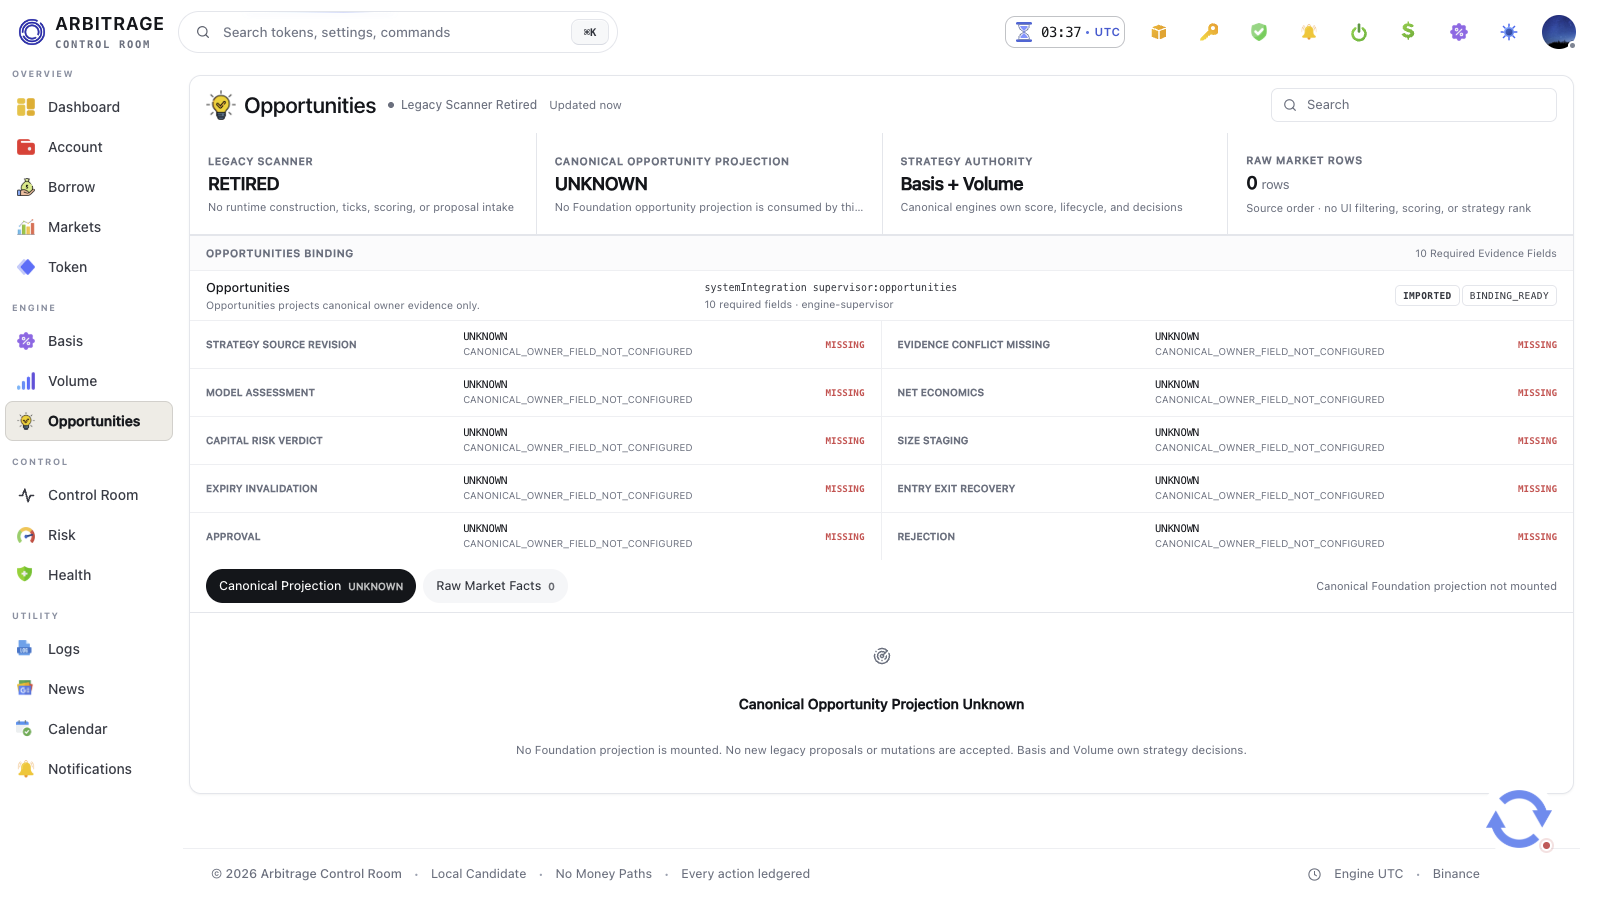 ARBITRAGE
CONTROL ROOM
Search tokens, settings, commands
⌘K
03:37 · UTC
OVERVIEW
Dashboard
Account
Borrow
Markets
Token
ENGINE
Basis
Volume
Opportunities
CONTROL
Control Room
Risk
Health
UTILITY
Logs
News
Calendar
Notifications
Opportunities
Legacy Scanner Retired
Updated now
Search
LEGACY SCANNER
RETIRED
No runtime construction, ticks, scoring, or proposal intake
CANONICAL OPPORTUNITY PROJECTION
UNKNOWN
No Foundation opportunity projection is consumed by thi...
STRATEGY AUTHORITY
Basis + Volume
Canonical engines own score, lifecycle, and decisions
RAW MARKET ROWS
0 rows
Source order · no UI filtering, scoring, or strategy rank
OPPORTUNITIES BINDING
10 Required Evidence Fields
Opportunities
Opportunities projects canonical owner evidence only.
systemIntegration supervisor:opportunities
10 required fields · engine-supervisor
IMPORTED
BINDING_READY
STRATEGY SOURCE REVISION
UNKNOWN
CANONICAL_OWNER_FIELD_NOT_CONFIGURED
MISSING
EVIDENCE CONFLICT MISSING
UNKNOWN
CANONICAL_OWNER_FIELD_NOT_CONFIGURED
MISSING
MODEL ASSESSMENT
UNKNOWN
CANONICAL_OWNER_FIELD_NOT_CONFIGURED
MISSING
NET ECONOMICS
UNKNOWN
CANONICAL_OWNER_FIELD_NOT_CONFIGURED
MISSING
CAPITAL RISK VERDICT
UNKNOWN
CANONICAL_OWNER_FIELD_NOT_CONFIGURED
MISSING
SIZE STAGING
UNKNOWN
CANONICAL_OWNER_FIELD_NOT_CONFIGURED
MISSING
EXPIRY INVALIDATION
UNKNOWN
CANONICAL_OWNER_FIELD_NOT_CONFIGURED
MISSING
ENTRY EXIT RECOVERY
UNKNOWN
CANONICAL_OWNER_FIELD_NOT_CONFIGURED
MISSING
APPROVAL
UNKNOWN
CANONICAL_OWNER_FIELD_NOT_CONFIGURED
MISSING
REJECTION
UNKNOWN
CANONICAL_OWNER_FIELD_NOT_CONFIGURED
MISSING
Canonical Projection UNKNOWN
Raw Market Facts 0
Canonical Foundation projection not mounted
Canonical Opportunity Projection Unknown
No Foundation projection is mounted. No new legacy proposals or mutations are accepted. Basis and Volume own strategy decisions.
© 2026 Arbitrage Control Room · Local Candidate · No Money Paths · Every action ledgered
Engine UTC · Binance